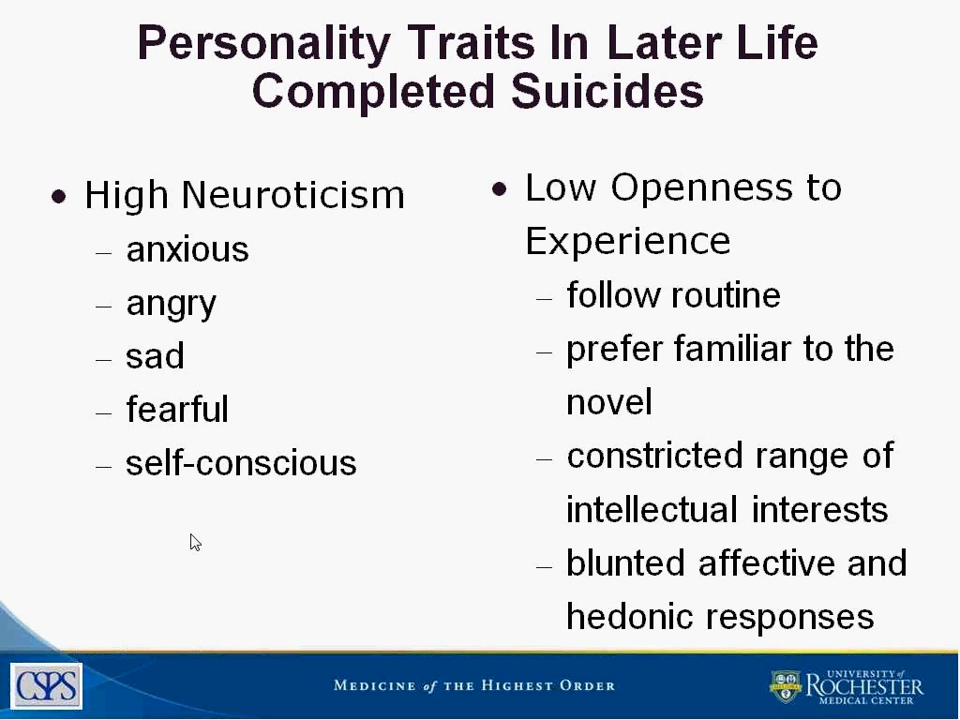 Personality Traits In Later Life
Completed Suicides
• High Neuroticism
– anxious
– angry
– sad
– fearful
– self-conscious
• Low Openness to
Experience
– follow routine
– prefer familiar to the
novel
– constricted range of
intellectual interests
– blunted affective and
hedonic responses
CSPS
MEDICINE of THE HIGHEST ORDER
UNIVERSITY of
ROCHESTER
MEDICAL CENTER